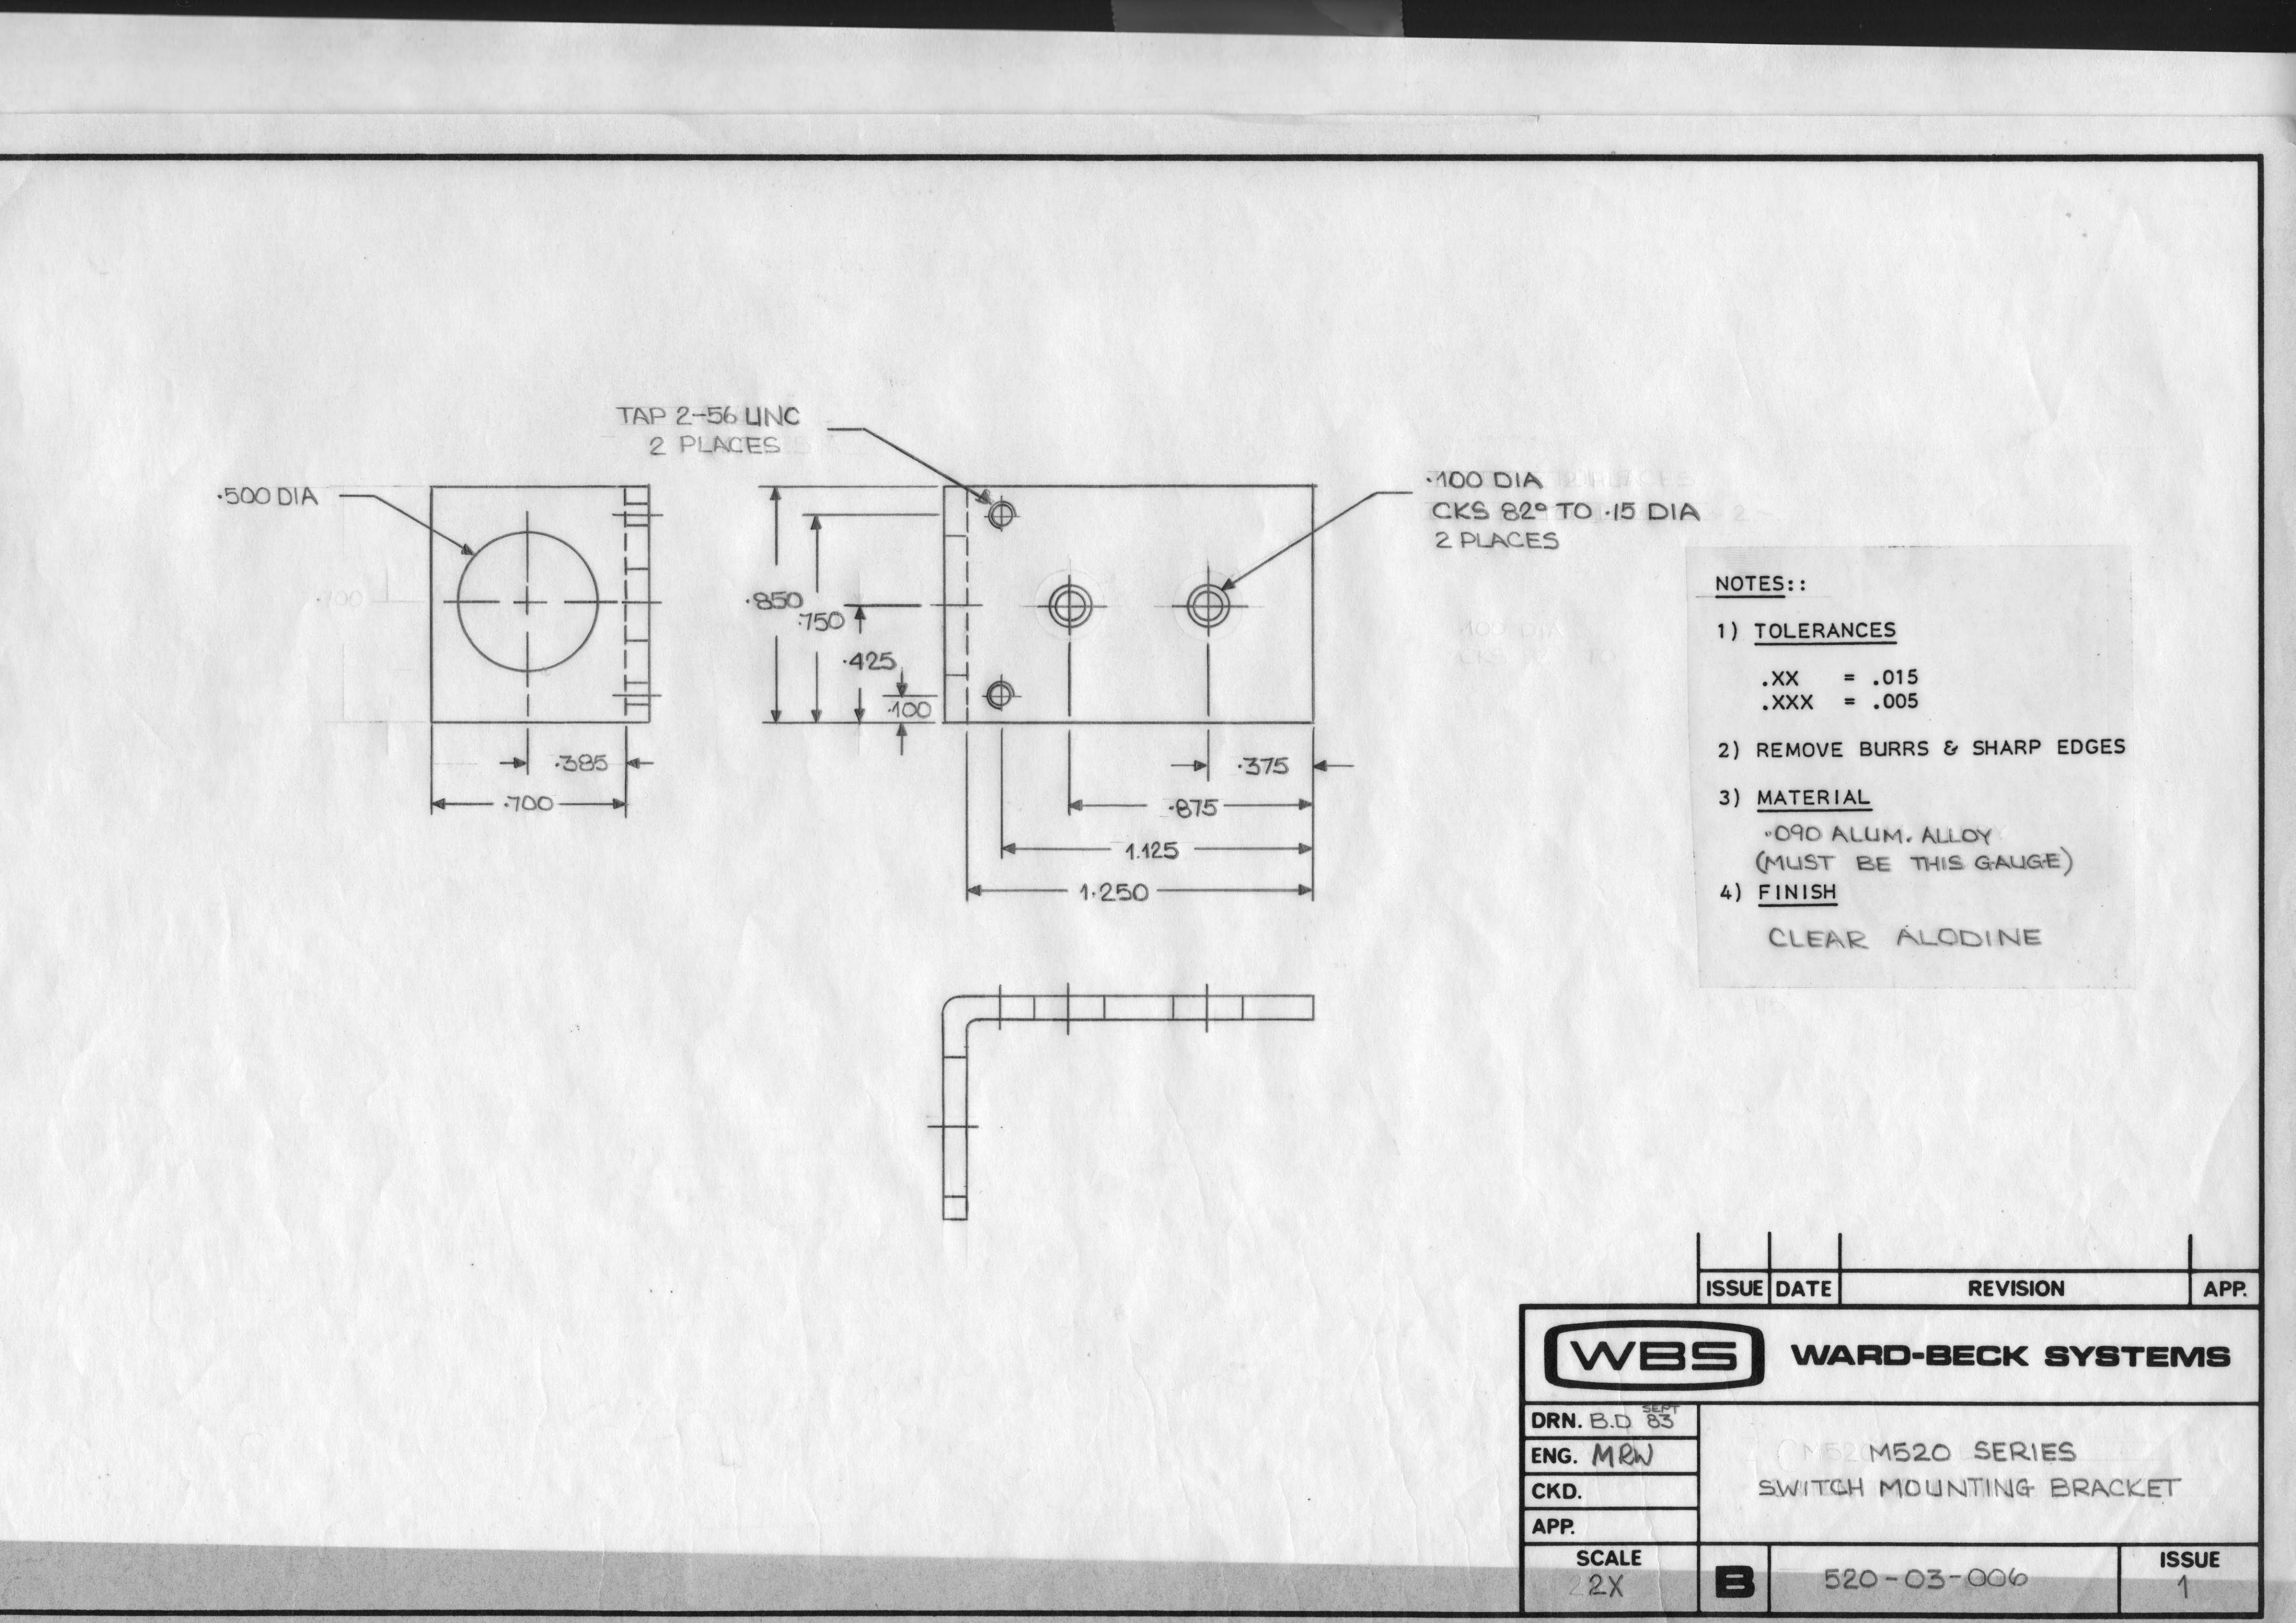 TAP 2-56 UNC
2 PLACES
.500 DIA
.100 DIA
CKS 82° TO .15 DIA
2 PLACES
.850
.750
.425
.100
.700
.385
.700
.375
.875
1.125
1.250
NOTES::
1) TOLERANCES
.XX = .015
.XXX = .005
2) REMOVE BURRS & SHARP EDGES
3) MATERIAL
.090 ALUM. ALLOY
(MUST BE THIS GAUGE)
4) FINISH
CLEAR ALODINE
ISSUE DATE REVISION APP.
WBS WARD-BECK SYSTEMS
DRN. B.D SEPT 83
ENG. MRW
CKD.
APP.
M520 SERIES
SWITCH MOUNTING BRACKET
SCALE
2X
B
520-03-006
ISSUE
1